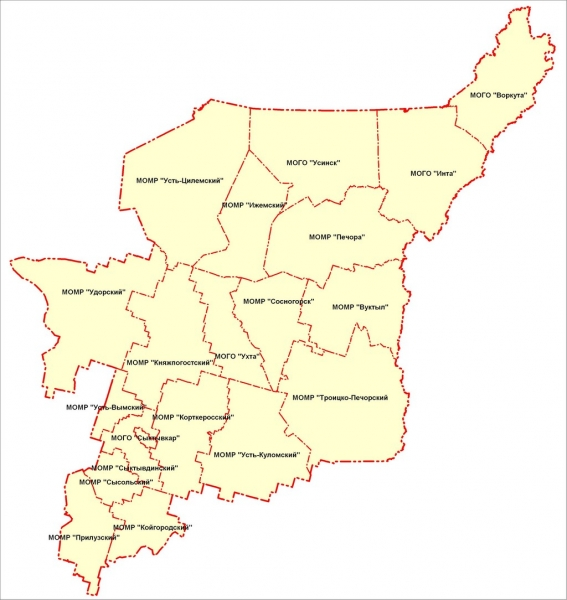 МОГО "Воркута"
МОГО "Усинск"
МОГО "Инта"
МОМР "Усть-Цилемский"
МОМР "Ижемский"
МОМР "Печора"
МОМР "Удорский"
МОМР "Сосногорск"
МОМР "Вуктыл"
МОГО "Ухта"
МОМР "Княжпогостский"
МОМР "Троицко-Печорский
МОМР "Усть-Вымский"
МОМР "Корткеросский"
МОГО "Сыктывкар"
МОМР "Усть-Куломский"
МОМР "Сыктывдинский"
МОМР "Сысольский"
МОМР "Койгородский"
МОМР "Прилузский"